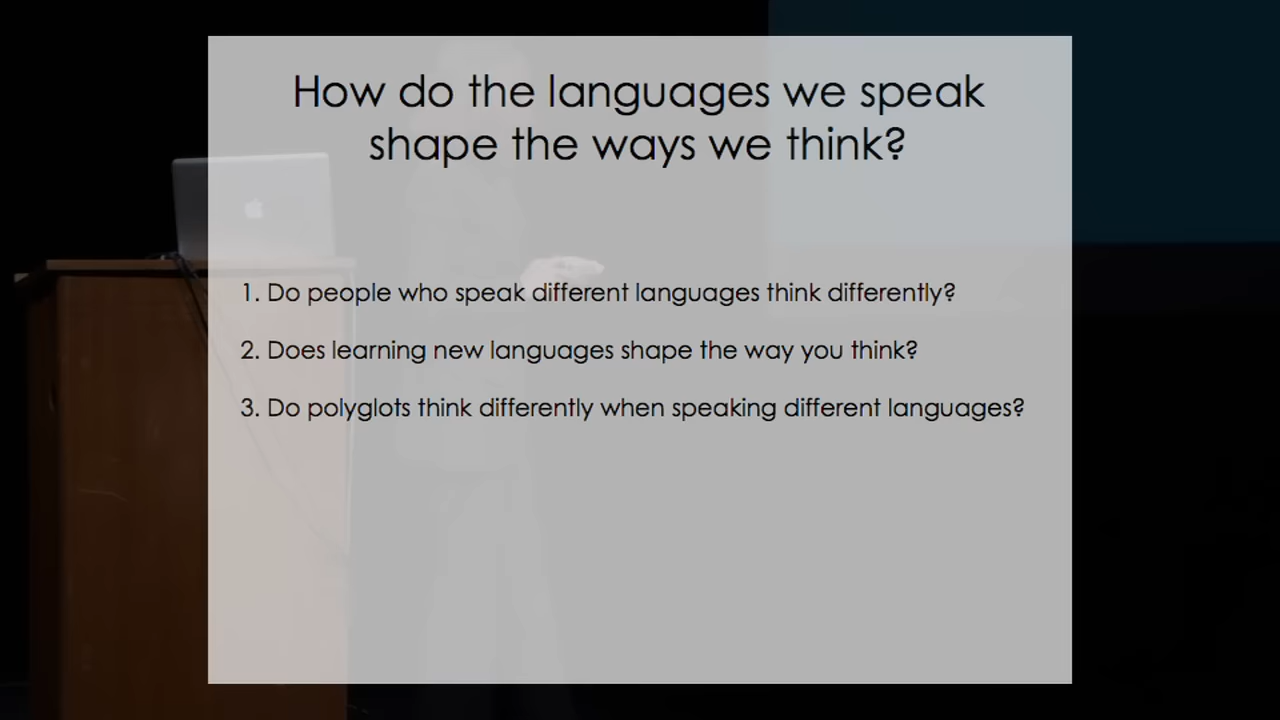 How do the languages we speak
shape the ways we think?
1. Do people who speak different languages think differently?
2. Does learning new languages shape the way you think?
3. Do polyglots think differently when speaking different languages?